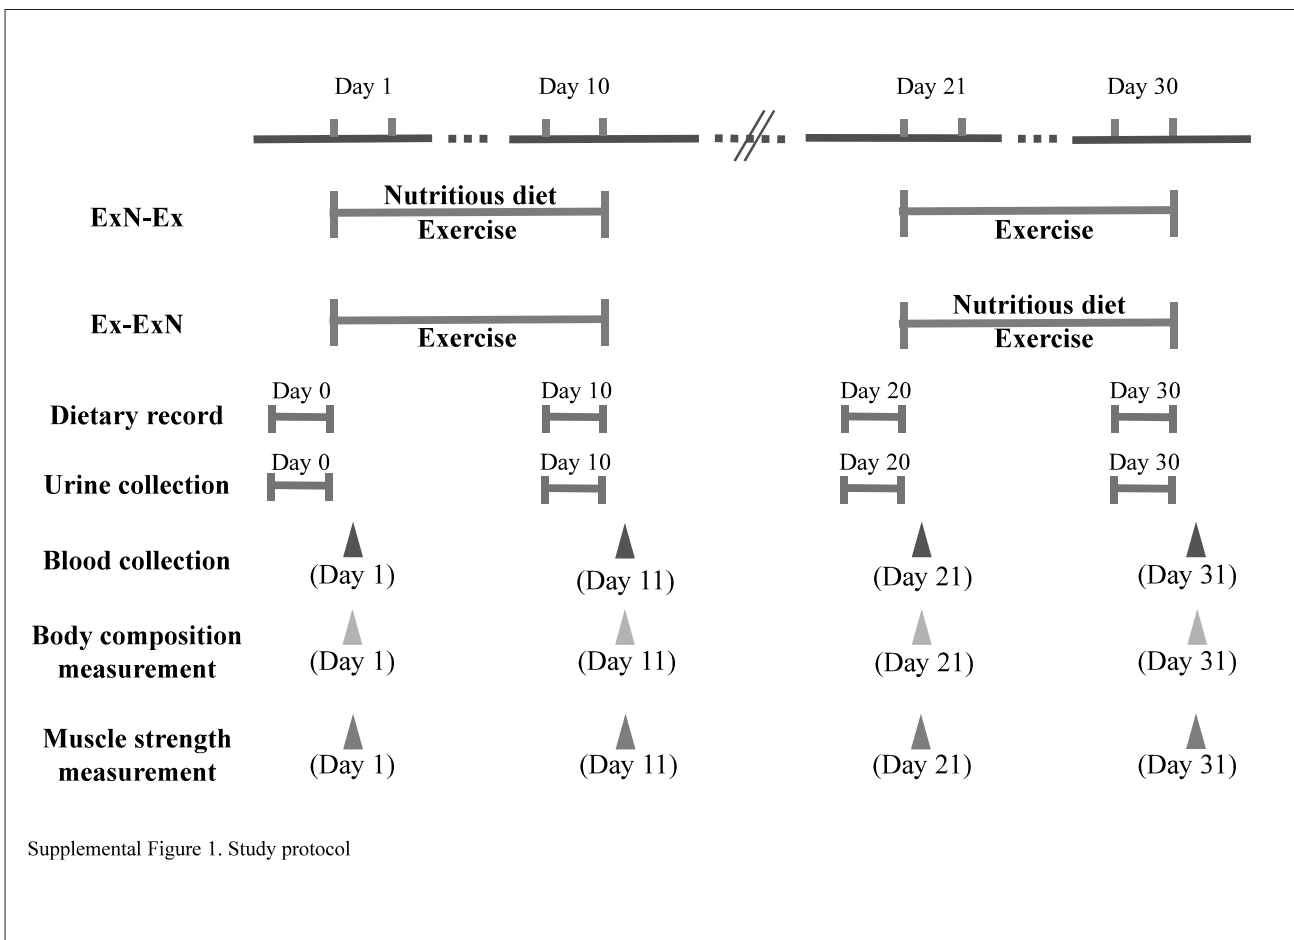 Day 1 Day 10 Day 21 Day 30
Nutritious diet
ExN-Ex
Exercise Exercise
Nutritious diet
Ex-ExN
Exercise Exercise
Day 0 Day 10 Day 20 Day 30
Dietary record
Day 0 Day 10 Day 20 Day 30
Urine collection
Blood collection
(Day 1) (Day 11) (Day 21) (Day 31)
Body composition
measurement
(Day 1) (Day 11) (Day 21) (Day 31)
Muscle strength
measurement
(Day 1) (Day 11) (Day 21) (Day 31)
Supplemental Figure 1. Study protocol